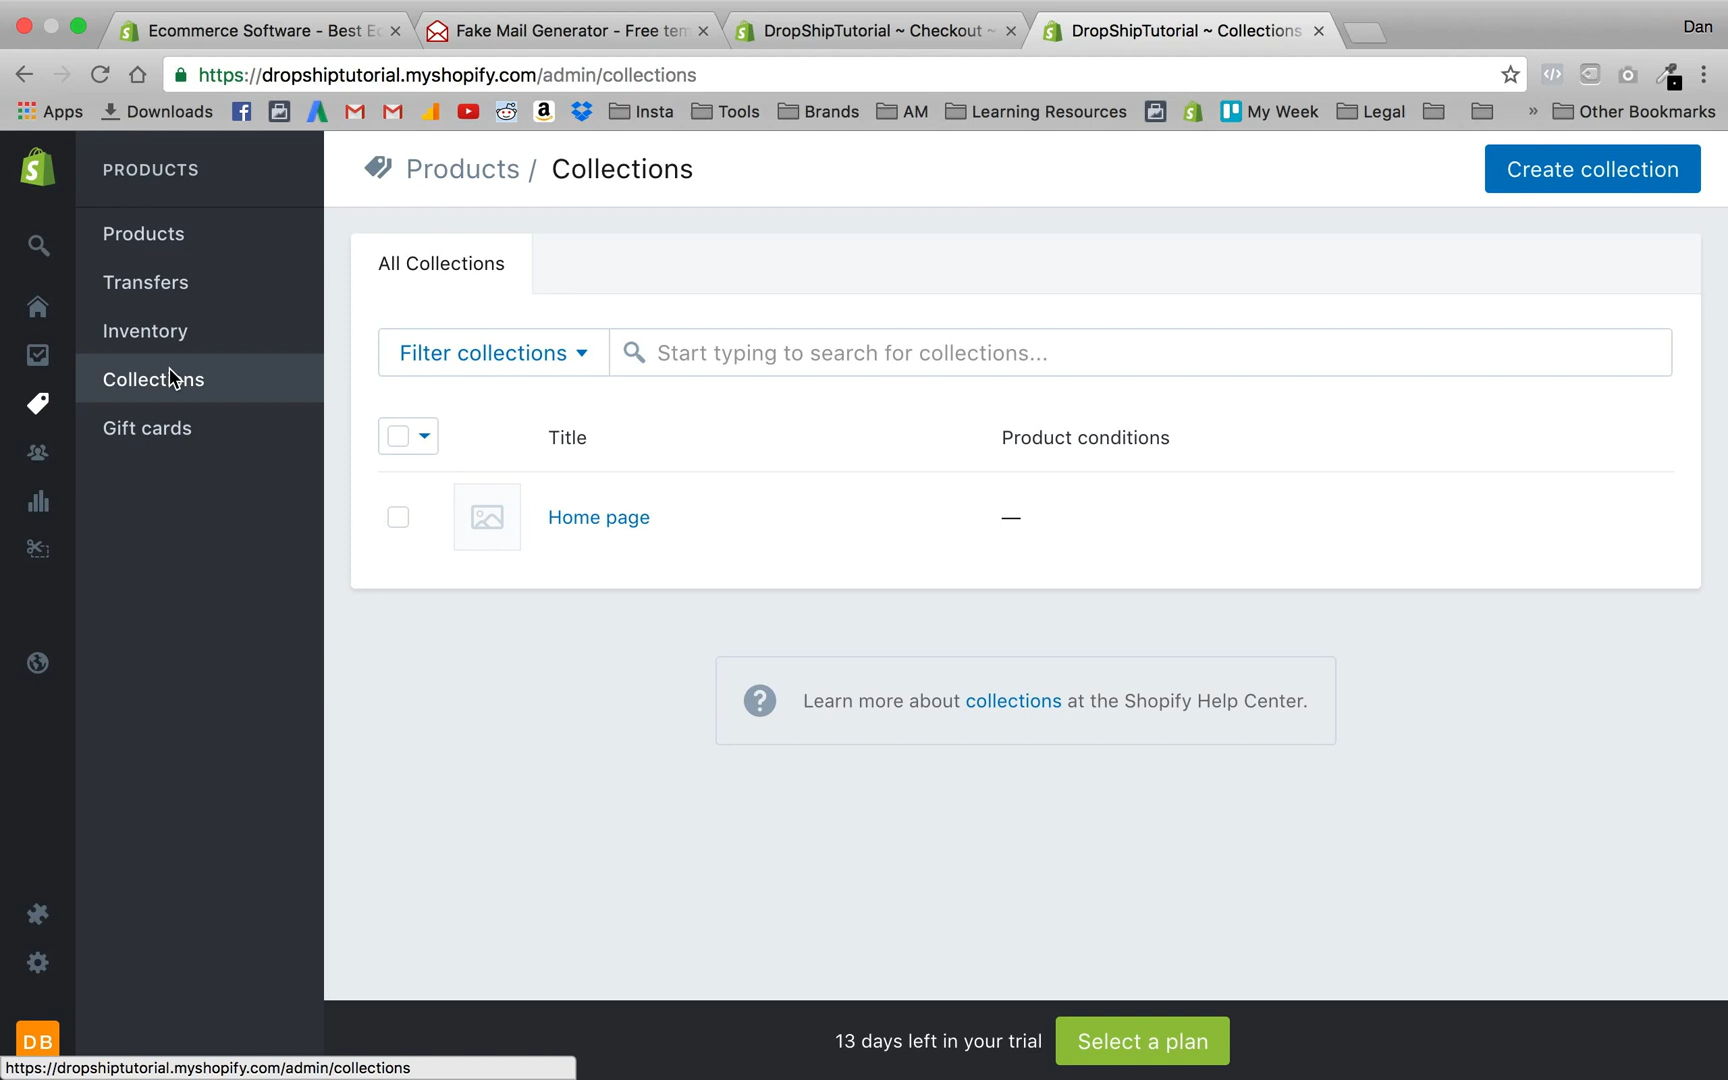 Ecommerce Software - Best Ec
Fake Mail Generator - Free tem
DropShipTutorial ~ Checkout ~
DropShipTutorial ~ Collections
Dan
https://dropshiptutorial.myshopify.com/admin/collections
Apps
Downloads
Insta
Tools
Brands
AM
Learning Resources
My Week
Legal
»
Other Bookmarks
PRODUCTS
Products
Transfers
Inventory
Collections
Gift cards
Products / Collections
Create collection
All Collections
Filter collections
Start typing to search for collections...
Title
Product conditions
Home page
—
? Learn more about collections at the Shopify Help Center.
13 days left in your trial
Select a plan
DB
https://dropshiptutorial.myshopify.com/admin/collections